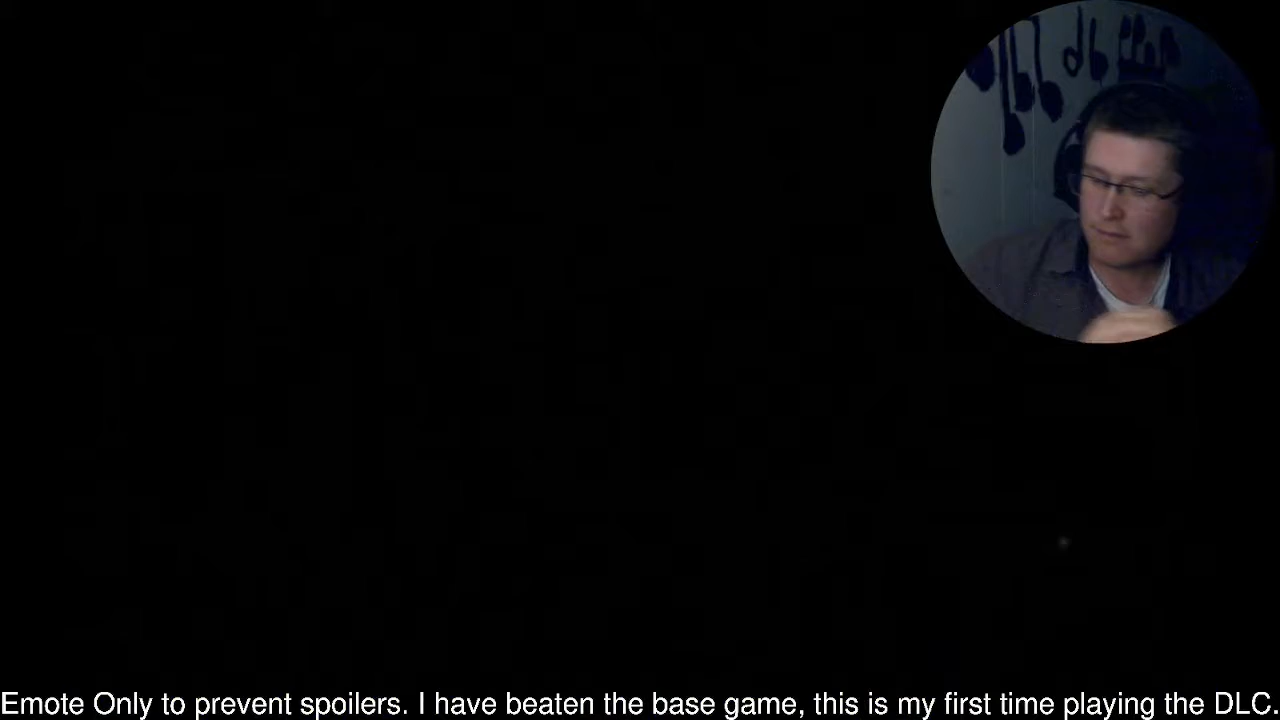 Emote Only to prevent spoilers. I have beaten the base game, this is my first time playing the DLC.